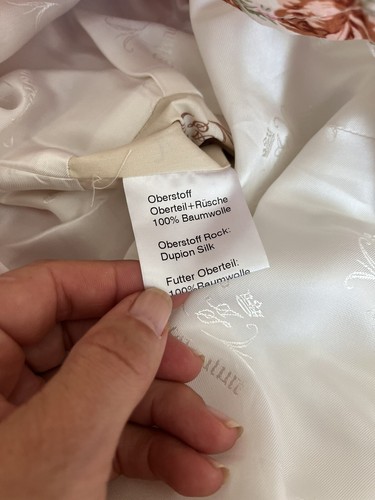 Oberstoff
Oberteil+Rüsche
100% Baumwolle
Oberstoff Rock:
Dupion Silk
Futter Oberteil:
100% Baumwolle